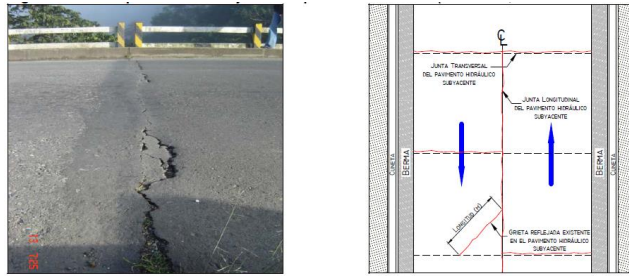 JUNTA TRANSVERSAL
DEL PAVIMENTO HIDRÁULICO
SUBYACENTE
JUNTA LONGITUDINAL
DEL PAVIMENTO HIDRÁULICO
SUBYACENTE
CUNETA
BERMA
BERMA
CUNETA
LONGITUD (M)
GRIETA REFLEJADA EXISTENTE
EN EL PAVIMENTO HIDRÁULICO
SUBYACENTE